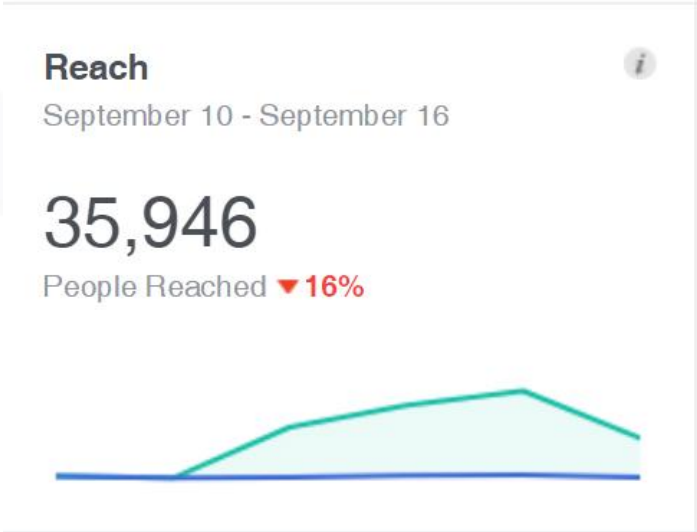 Reach
i
September 10 - September 16
35,946
People Reached ▼16%